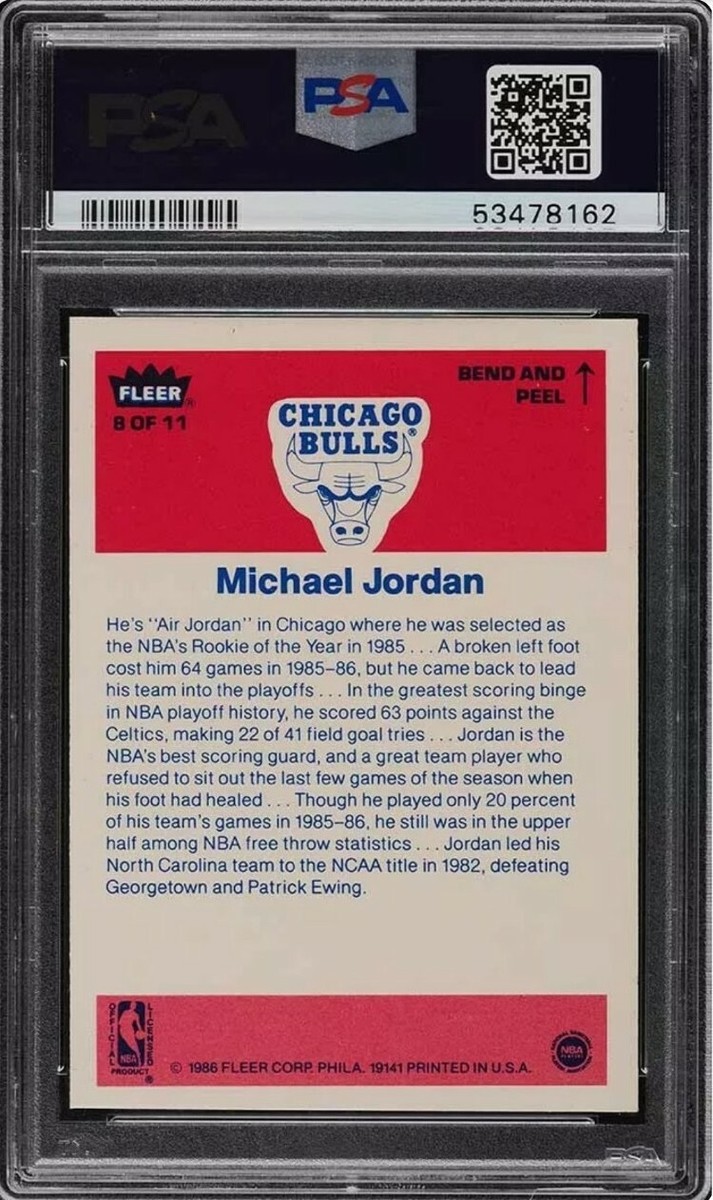 PSA
PSA
53478162
FLEER®
8 OF 11
BEND AND
PEEL
CHICAGO
BULLS®
Michael Jordan
He's "Air Jordan" in Chicago where he was selected as
the NBA's Rookie of the Year in 1985 . . . A broken left foot
cost him 64 games in 1985–86, but he came back to lead
his team into the playoffs . . . In the greatest scoring binge
in NBA playoff history, he scored 63 points against the
Celtics, making 22 of 41 field goal tries . . . Jordan is the
NBA's best scoring guard, and a great team player who
refused to sit out the last few games of the season when
his foot had healed . . . Though he played only 20 percent
of his team's games in 1985–86, he still was in the upper
half among NBA free throw statistics . . . Jordan led his
North Carolina team to the NCAA title in 1982, defeating
Georgetown and Patrick Ewing.
OFFICIAL
LICENSED
NBA
PRODUCT®
© 1986 FLEER CORP. PHILA. 19141 PRINTED IN U.S.A.
NBA
PSA